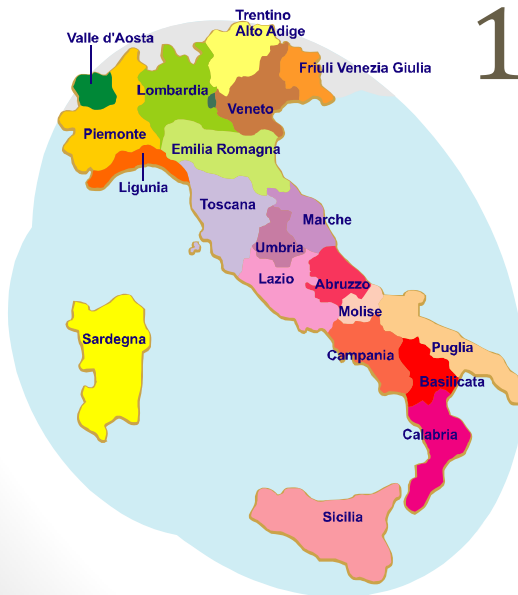 Trentino
Alto Adige
1
Valle d'Aosta
Friuli Venezia Giulia
Lombardia
Veneto
Piemonte
Emilia Romagna
Ligunia
Toscana
Marche
Umbria
Lazio
Abruzzo
Molise
Sardegna
Puglia
Campania
Basilicata
Calabria
Sicilia